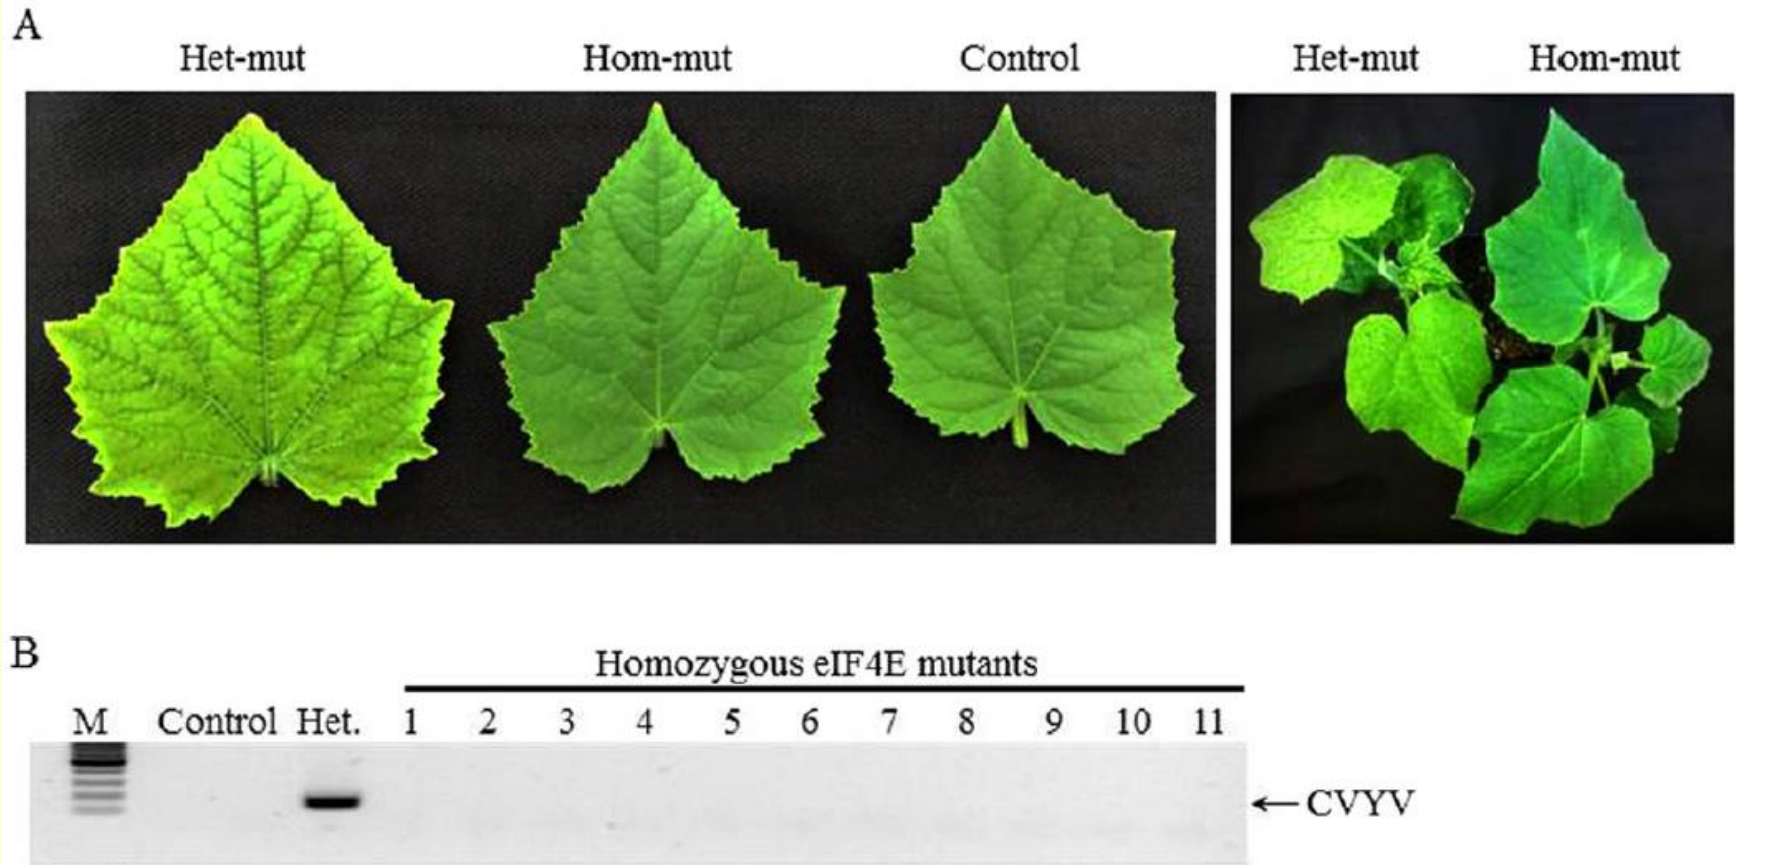 A
Het-mut Hom-mut Control Het-mut Hom-mut
B
Homozygous eIF4E mutants
M Control Het. 1 2 3 4 5 6 7 8 9 10 11
←CVYV